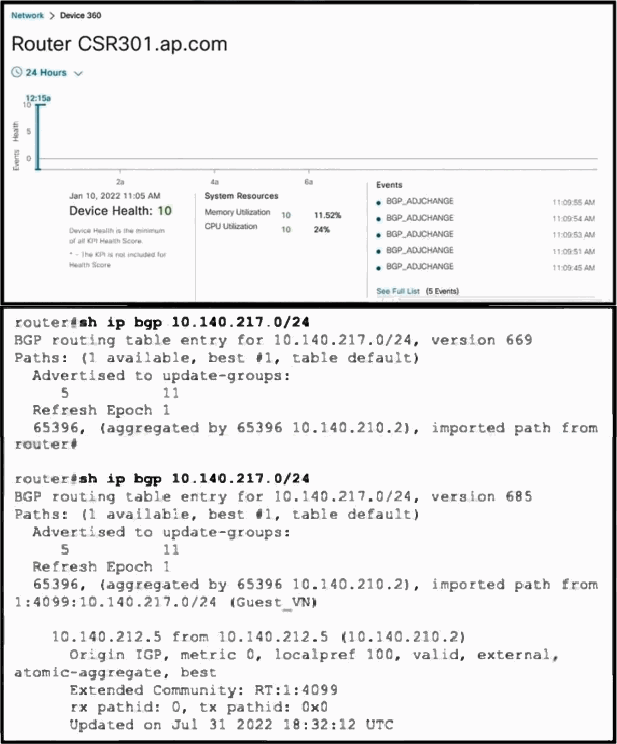 Network > Device 360
Router CSR301.ap.com
24 Hours
12:15a
10
5
0
Events Health
2a 4a 6a
Jan 10, 2022 11:05 AM
Device Health: 10
Device Health is the minimum
of all KPI Health Score
* - The KPI is not included for
Health Score
System Resources
Memory Utilization 10 11.52%
CPU Utilization 10 24%
Events
BGP_ADJCHANGE 11:09:55 AM
BGP_ADJCHANGE 11:09:54 AM
BGP_ADJCHANGE 11:09:53 AM
BGP_ADJCHANGE 11:09:51 AM
BGP_ADJCHANGE 11:09:45 AM
See Full List (5 Events)
router#sh ip bgp 10.140.217.0/24
BGP routing table entry for 10.140.217.0/24, version 669
Paths: (1 available, best #1, table default)
Advertised to update-groups:
5 11
Refresh Epoch 1
65396, (aggregated by 65396 10.140.210.2), imported path from
router#
router#sh ip bgp 10.140.217.0/24
BGP routing table entry for 10.140.217.0/24, version 685
Paths: (1 available, best #1, table default)
Advertised to update-groups:
5 11
Refresh Epoch 1
65396, (aggregated by 65396 10.140.210.2), imported path from
1:4099:10.140.217.0/24 (Guest_VN)
10.140.212.5 from 10.140.212.5 (10.140.210.2)
Origin IGP, metric 0, localpref 100, valid, external,
atomic-aggregate, best
Extended Community: RT:1:4099
rx pathid: 0, tx pathid: 0x0
Updated on Jul 31 2022 18:32:12 UTC